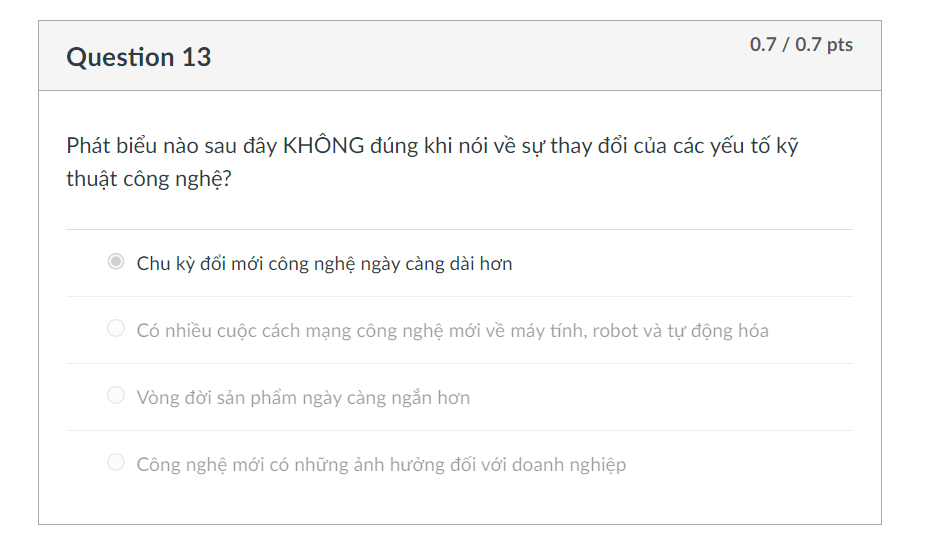 Question 13
0.7 / 0.7 pts
Phát biểu nào sau đây KHÔNG đúng khi nói về sự thay đổi của các yếu tố kỹ
thuật công nghệ?
Chu kỳ đổi mới công nghệ ngày càng dài hơn
Có nhiều cuộc cách mạng công nghệ mới về máy tính, robot và tự động hóa
Vòng đời sản phẩm ngày càng ngắn hơn
Công nghệ mới có những ảnh hưởng đối với doanh nghiệp